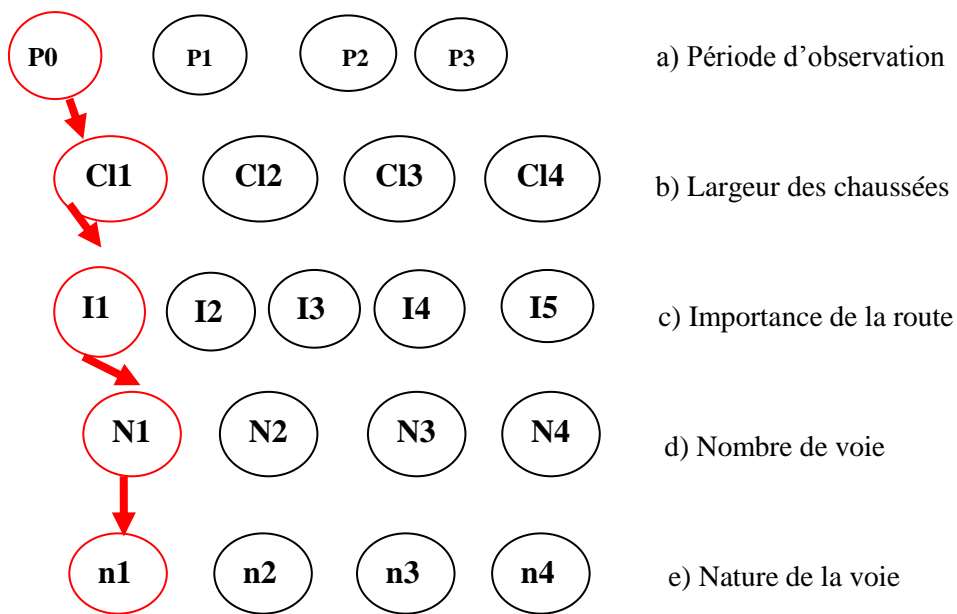 P0 P1 P2 P3 a) Période d’observation
Cl1 Cl2 Cl3 Cl4 b) Largeur des chaussées
I1 I2 I3 I4 I5 c) Importance de la route
N1 N2 N3 N4 d) Nombre de voie
n1 n2 n3 n4 e) Nature de la voie